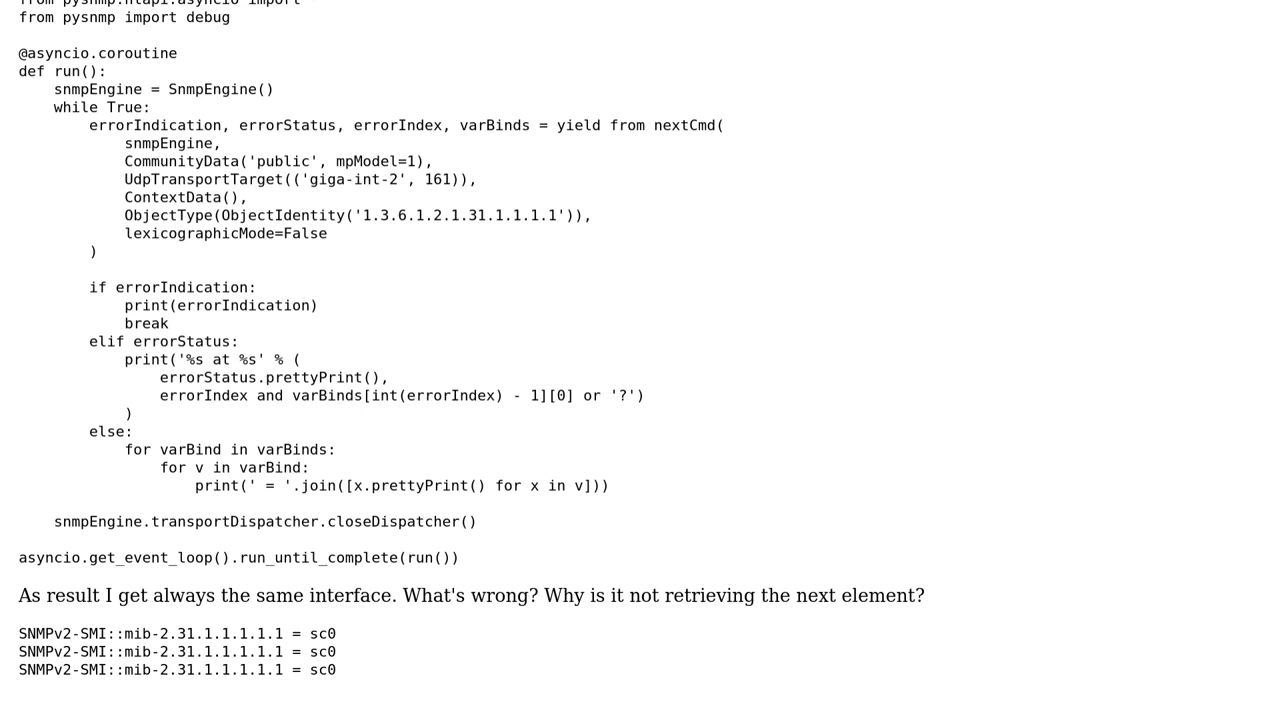 from pysnmp.hlapi.asyncio import *
from pysnmp import debug

@asyncio.coroutine
def run():
    snmpEngine = SnmpEngine()
    while True:
        errorIndication, errorStatus, errorIndex, varBinds = yield from nextCmd(
            snmpEngine,
            CommunityData('public', mpModel=1),
            UdpTransportTarget(('giga-int-2', 161)),
            ContextData(),
            ObjectType(ObjectIdentity('1.3.6.1.2.1.31.1.1.1.1')),
            lexicographicMode=False
        )

        if errorIndication:
            print(errorIndication)
            break
        elif errorStatus:
            print('%s at %s' % (
                errorStatus.prettyPrint(),
                errorIndex and varBinds[int(errorIndex) - 1][0] or '?')
            )
        else:
            for varBind in varBinds:
                for v in varBind:
                    print(' = '.join([x.prettyPrint() for x in v]))

    snmpEngine.transportDispatcher.closeDispatcher()

asyncio.get_event_loop().run_until_complete(run())
As result I get always the same interface. What's wrong? Why is it not retrieving the next element?
SNMPv2-SMI::mib-2.31.1.1.1.1.1 = sc0
SNMPv2-SMI::mib-2.31.1.1.1.1.1 = sc0
SNMPv2-SMI::mib-2.31.1.1.1.1.1 = sc0